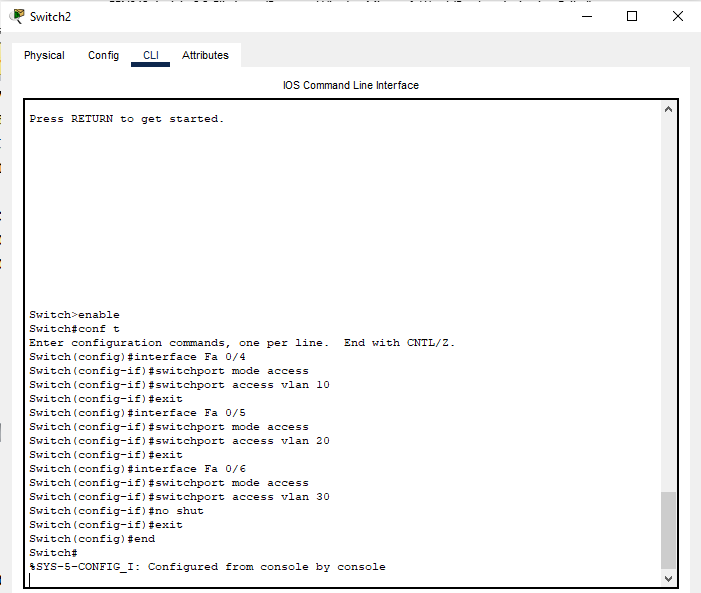 Switch2
Physical Config CLI Attributes
IOS Command Line Interface
Press RETURN to get started.
Switch>enable
Switch#conf t
Enter configuration commands, one per line.  End with CNTL/Z.
Switch(config)#interface Fa 0/4
Switch(config-if)#switchport mode access
Switch(config-if)#switchport access vlan 10
Switch(config-if)#exit
Switch(config)#interface Fa 0/5
Switch(config-if)#switchport mode access
Switch(config-if)#switchport access vlan 20
Switch(config-if)#exit
Switch(config)#interface Fa 0/6
Switch(config-if)#switchport mode access
Switch(config-if)#switchport access vlan 30
Switch(config-if)#no shut
Switch(config-if)#exit
Switch(config)#end
Switch#
%SYS-5-CONFIG_I: Configured from console by console